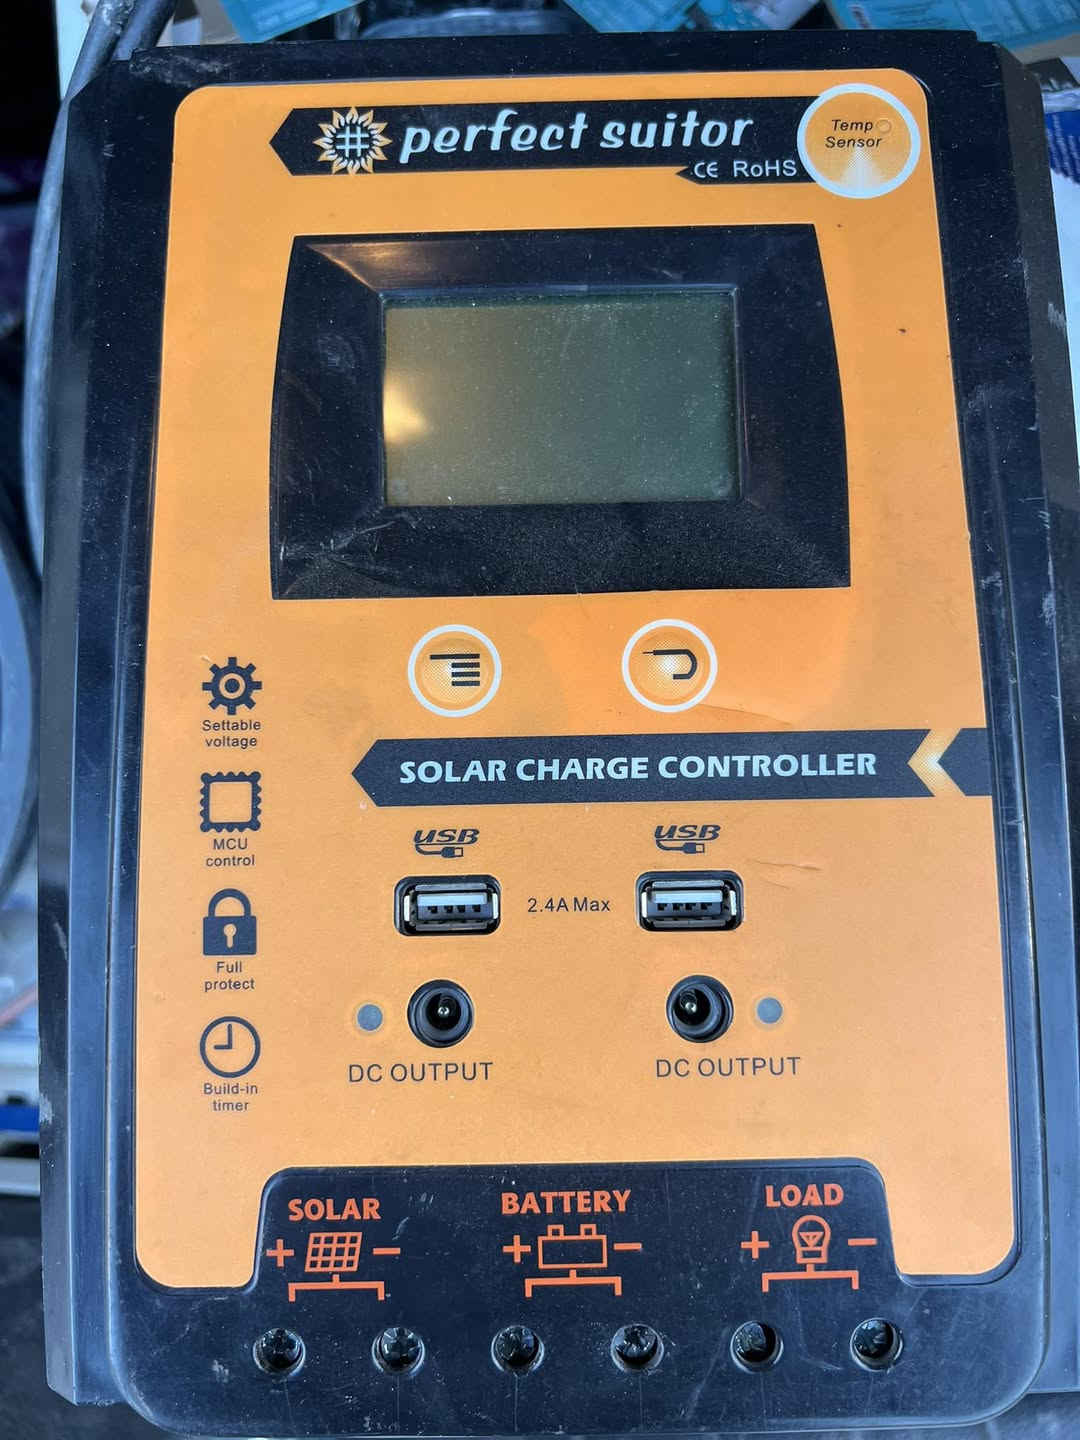 perfect suitor
CE RoHS
Temp
Sensor
Settable
voltage
MCU
control
Full
protect
Build-in
timer
SOLAR CHARGE CONTROLLER
USB
USB
2.4A Max
DC OUTPUT
DC OUTPUT
SOLAR
+ −
BATTERY
+ −
LOAD
+ −